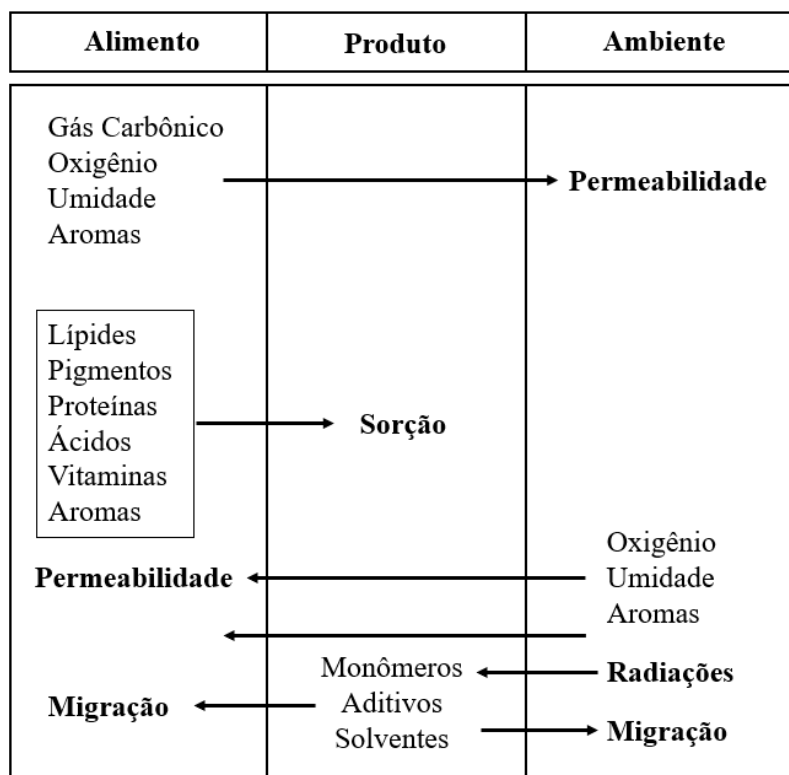 Alimento
Produto
Ambiente
Gás Carbônico
Oxigênio
Umidade
Aromas
Permeabilidade
Lípides
Pigmentos
Proteínas
Ácidos
Vitaminas
Aromas
Sorção
Permeabilidade
Oxigênio
Umidade
Aromas
Monômeros
Aditivos
Solventes
Radiações
Migração
Migração